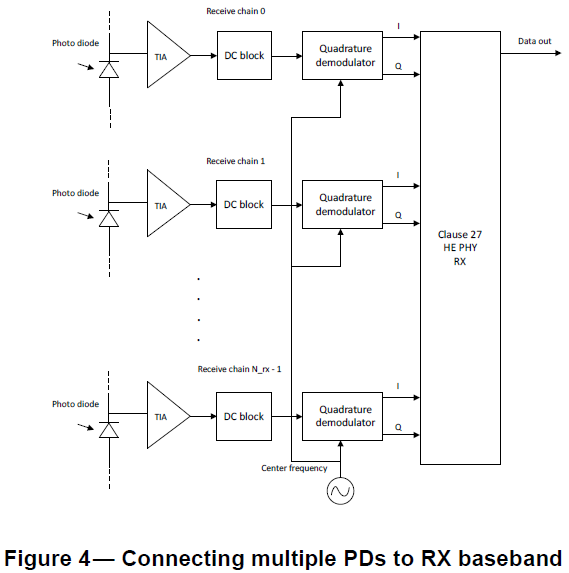 Receive chain 0
Photo diode
TIA
DC block
Quadrature
demodulator
I
Q
Data out
Receive chain 1
Photo diode
TIA
DC block
Quadrature
demodulator
I
Q
Clause 27
HE PHY
RX
.
.
.
.
Receive chain N_rx - 1
Photo diode
TIA
DC block
Quadrature
demodulator
I
Q
Center frequency
Figure 4— Connecting multiple PDs to RX baseband